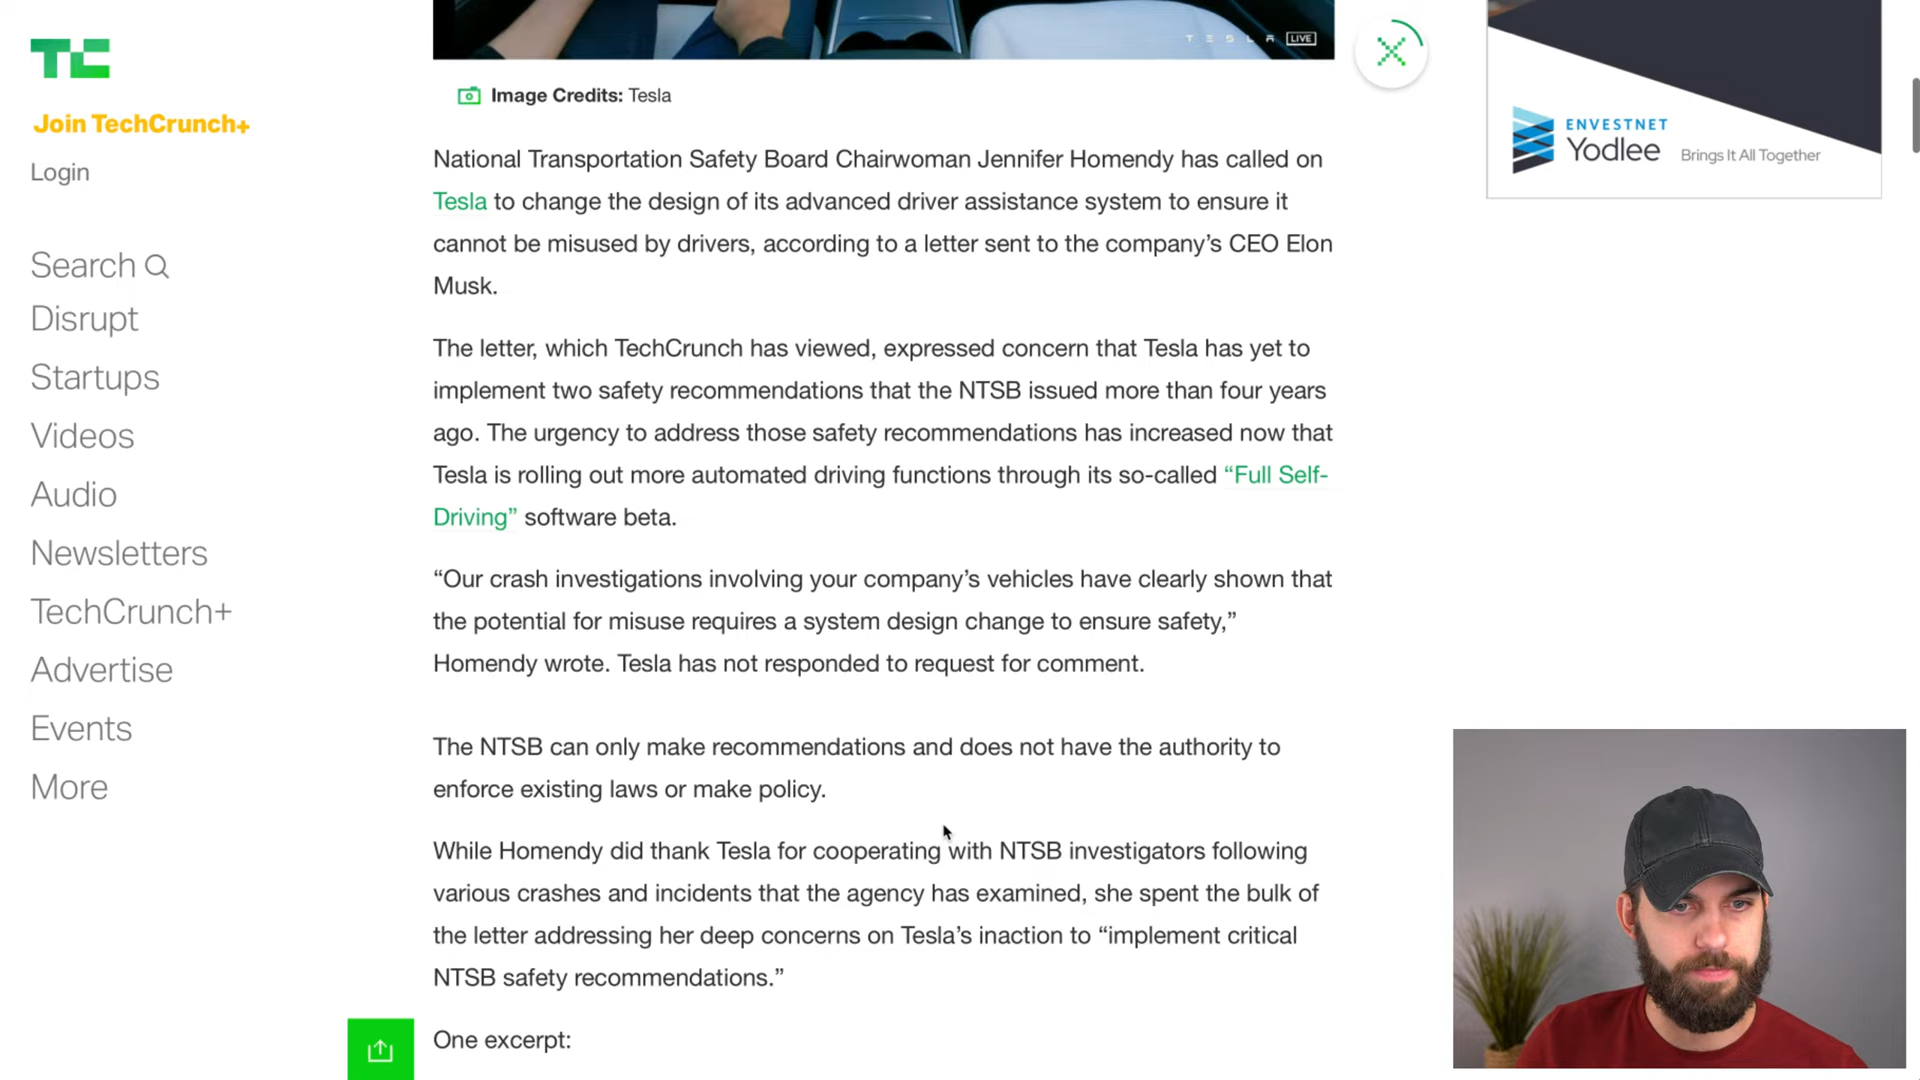 TC
Join TechCrunch+
Login
Search
Disrupt
Startups
Videos
Audio
Newsletters
TechCrunch+
Advertise
Events
More
TESLA LIVE
Image Credits: Tesla
National Transportation Safety Board Chairwoman Jennifer Homendy has called on
Tesla to change the design of its advanced driver assistance system to ensure it
cannot be misused by drivers, according to a letter sent to the company’s CEO Elon
Musk.
The letter, which TechCrunch has viewed, expressed concern that Tesla has yet to
implement two safety recommendations that the NTSB issued more than four years
ago. The urgency to address those safety recommendations has increased now that
Tesla is rolling out more automated driving functions through its so-called “Full Self-
Driving” software beta.
“Our crash investigations involving your company’s vehicles have clearly shown that
the potential for misuse requires a system design change to ensure safety,”
Homendy wrote. Tesla has not responded to request for comment.
The NTSB can only make recommendations and does not have the authority to
enforce existing laws or make policy.
While Homendy did thank Tesla for cooperating with NTSB investigators following
various crashes and incidents that the agency has examined, she spent the bulk of
the letter addressing her deep concerns on Tesla’s inaction to “implement critical
NTSB safety recommendations.”
One excerpt:
ENVESTNET
Yodlee Brings It All Together